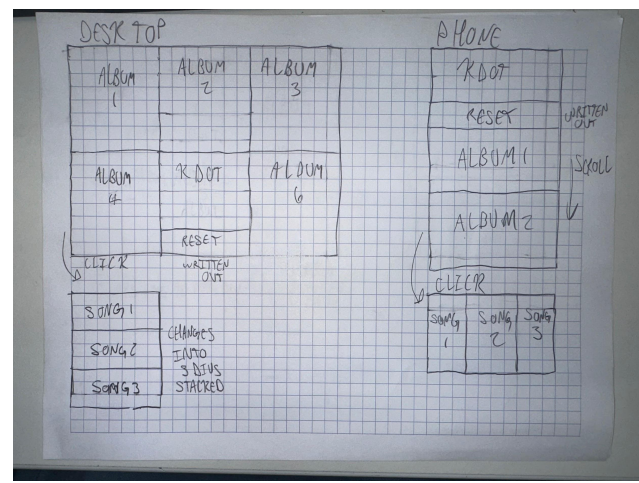 DESKTOP
ALBUM
1
ALBUM
2
ALBUM
3
ALBUM
4
KDOT
ALBUM
6
RESET
WRITTEN
OUT
CLICK
SONG 1
SONG 2
SONG 3
CHANGES
INTO
3 DIVS
STACKED
PHONE
KDOT
RESET
WRITTEN
OUT
ALBUM 1
SCROLL
ALBUM 2
CLICK
SONG
1
SONG
2
SONG
3